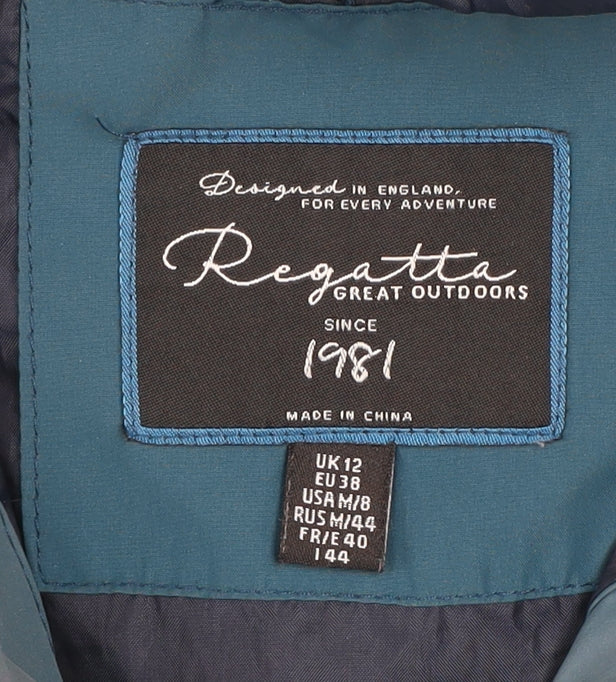 Designed IN ENGLAND,
FOR EVERY ADVENTURE
Regatta
GREAT OUTDOORS
SINCE
1981
MADE IN CHINA
UK 12
EU 38
USA M/8
RUS M/44
FR/E 40
I 44